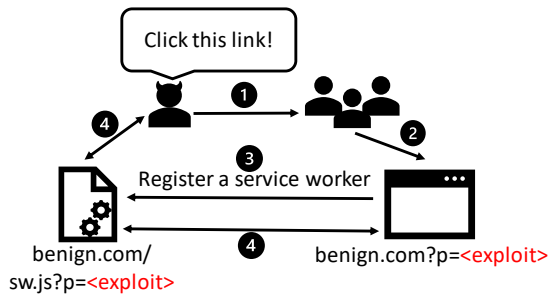 Click this link!
1
4
2
3
Register a service worker
4
benign.com/
sw.js?p=<exploit>
benign.com?p=<exploit>